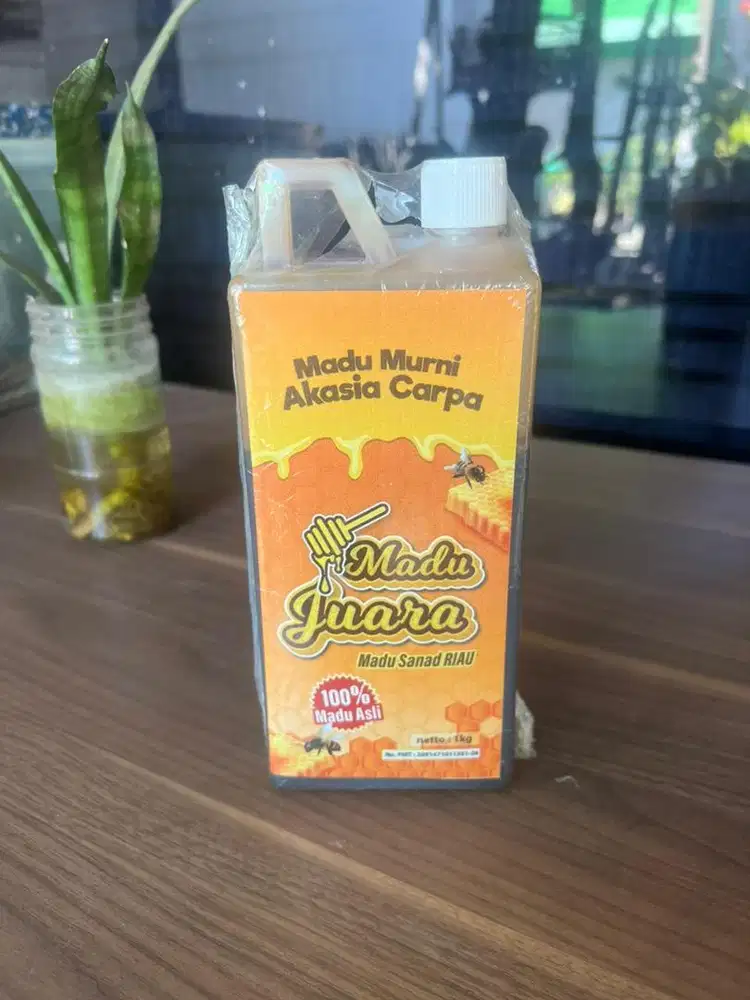 Madu Murni
Akasia Carpa
Madu
Juara
Madu Sanad RIAU
100%
Madu Asli
netto : 1kg